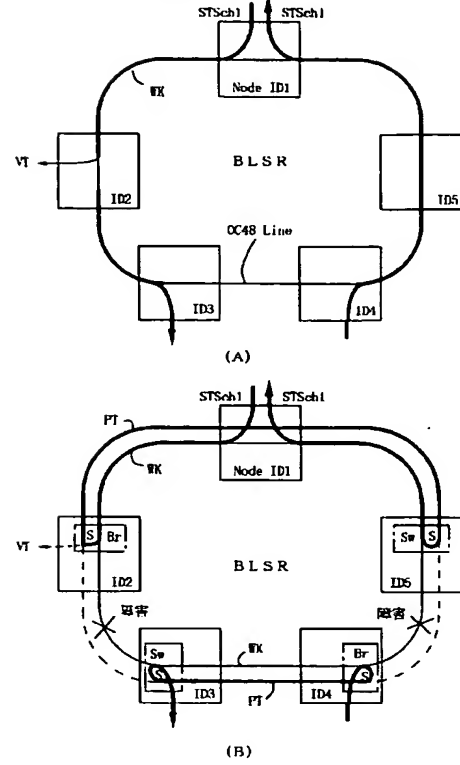 STSch1 STSch1
Node ID1
WK
VT
BLSR
ID2
ID5
OC48 Line
ID3
ID4
(A)
STSch1 STSch1
PT
WK
Node ID1
S Br
Sw S
VT
ID2
BLSR
ID5
障害
障害
Sw
WK
Br
S
S
ID3
ID4
PT
(B)